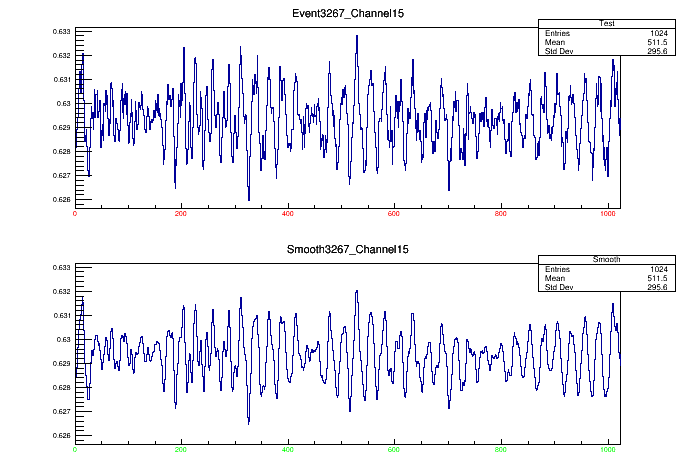 Event3267_Channel15
Test
Entries 1024
Mean 511.5
Std Dev 295.6
0.633
0.632
0.631
0.63
0.629
0.628
0.627
0.626
0 200 400 600 800 1000
Smooth3267_Channel15
Smooth
Entries 1024
Mean 511.5
Std Dev 295.6
0.633
0.632
0.631
0.63
0.629
0.628
0.627
0.626
0 200 400 600 800 1000